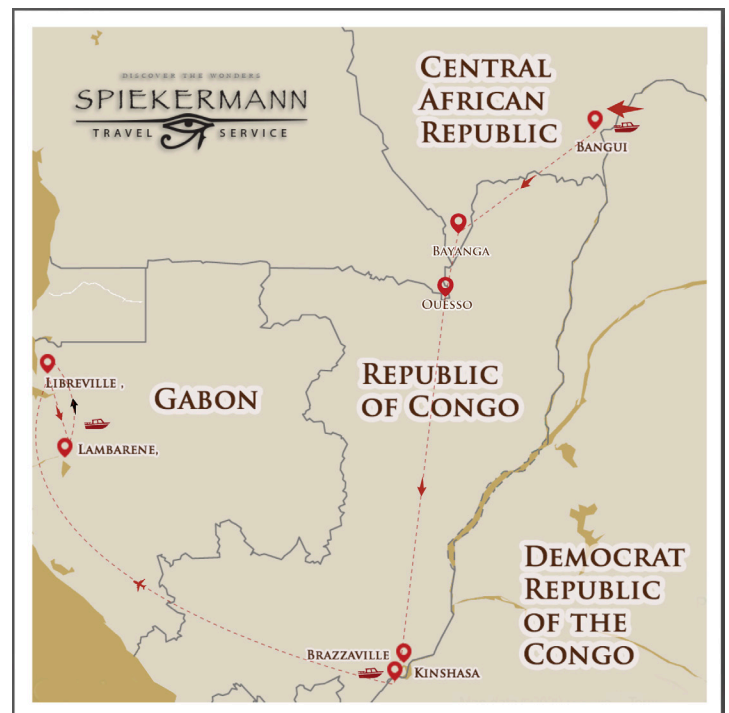 DISCOVER THE WONDERS
SPIEKERMANN
TRAVEL SERVICE
CENTRAL
AFRICAN
REPUBLIC
BANGUI
BAYANGA
OUESSO
LIBREVILLE ,
GABON
REPUBLIC
OF CONGO
LAMBARENE,
DEMOCRAT
REPUBLIC
OF THE
CONGO
BRAZZAVILLE
KINSHASA